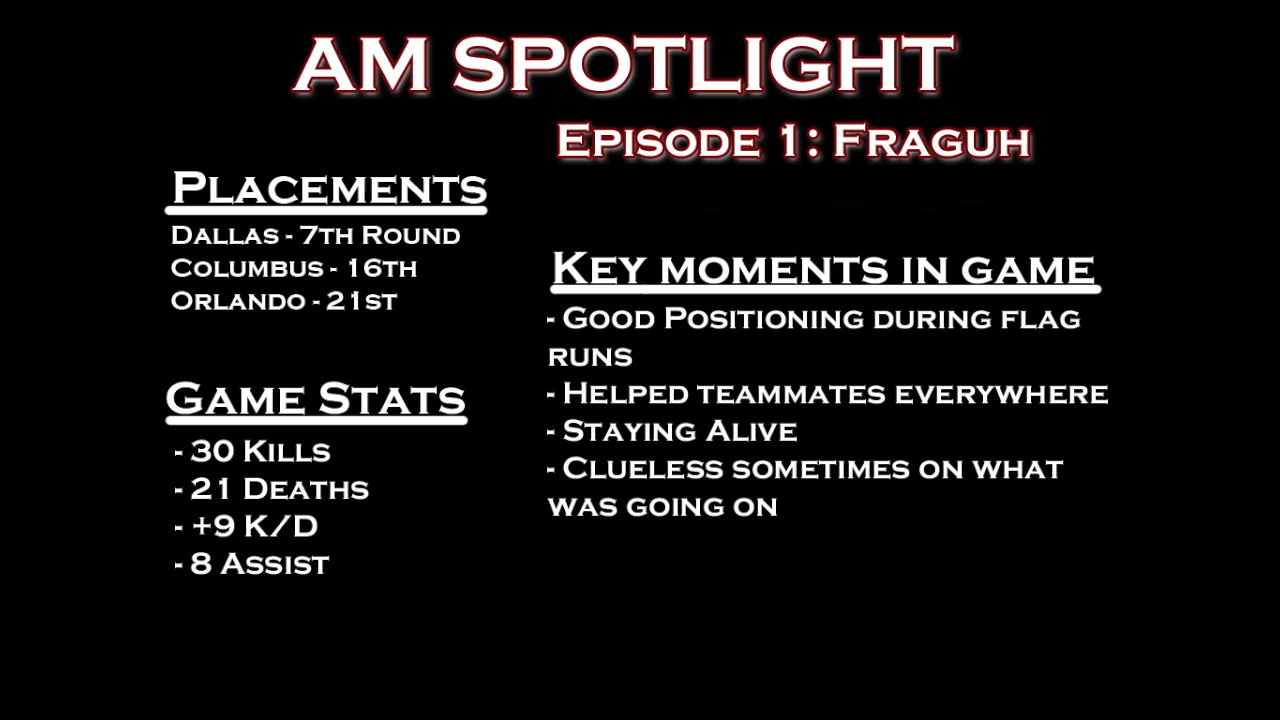 AM SPOTLIGHT
EPISODE 1: FRAGUH
PLACEMENTS
DALLAS - 7TH ROUND
COLUMBUS - 16TH
ORLANDO - 21ST
GAME STATS
- 30 KILLS
- 21 DEATHS
- +9 K/D
- 8 ASSIST
KEY MOMENTS IN GAME
- GOOD POSITIONING DURING FLAG
RUNS
- HELPED TEAMMATES EVERYWHERE
- STAYING ALIVE
- CLUELESS SOMETIMES ON WHAT
WAS GOING ON